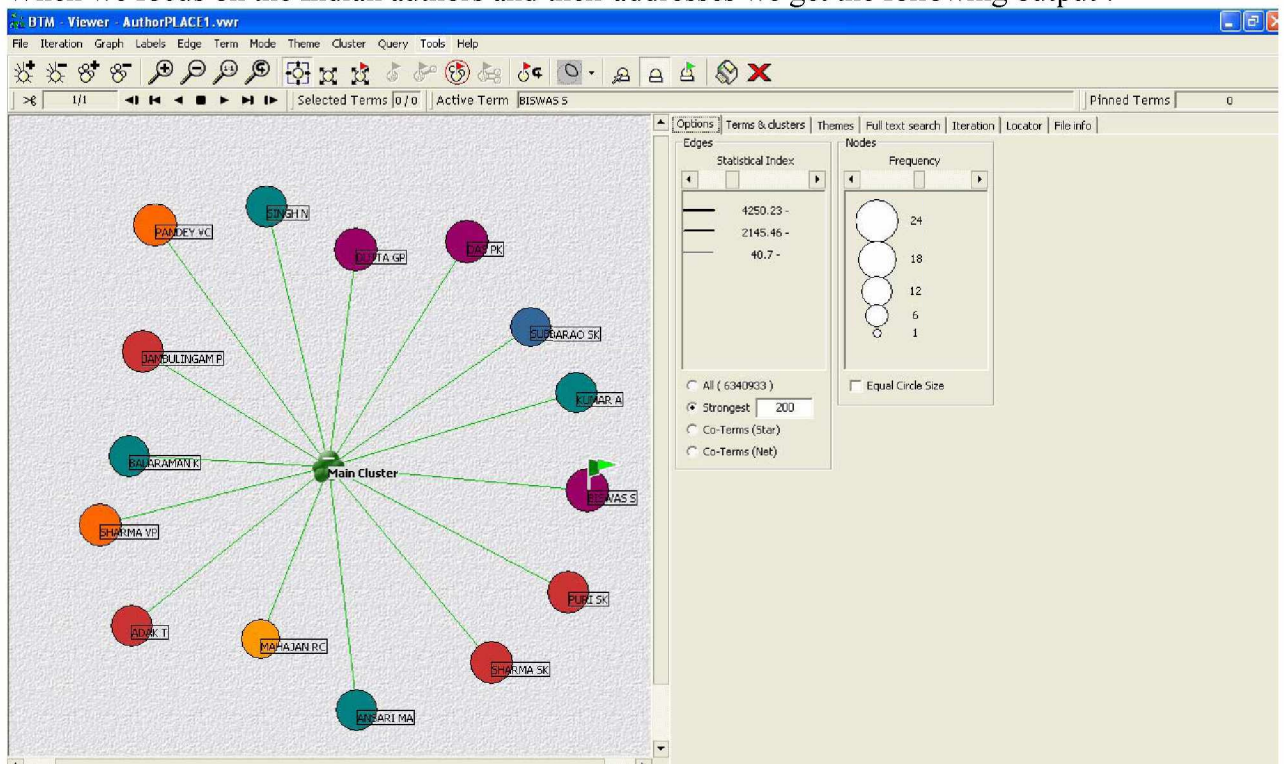 When we focus on the Indian authors and their addresses we get the following output :
BTM - Viewer - AuthorPLACE1.vwr
File Iteration Graph Labels Edge Term Mode Theme Cluster Query Tools Help
1/1 Selected Terms 0/0 Active Term BISWAS S Pinned Terms 0
Options Terms & clusters Themes Full text search Iteration Locator File info
Edges Nodes
Statistical Index Frequency
4250.23 -
2145.46 -
40.7 -
24
18
12
6
1
All ( 6340933 ) Equal Circle Size
Strongest 200
Co-Terms (Star)
Co-Terms (Net)
SINGH N
PANDEY VC
DUTTA GP
DAS PK
SUBBARAO SK
JAMBULINGAM P
KUMAR A
BALARAMAN K
Main Cluster
BISWAS S
SHARMA VP
PURI SK
ADAK T
MAHAJAN RC
SHARMA SK
ANSARI MA